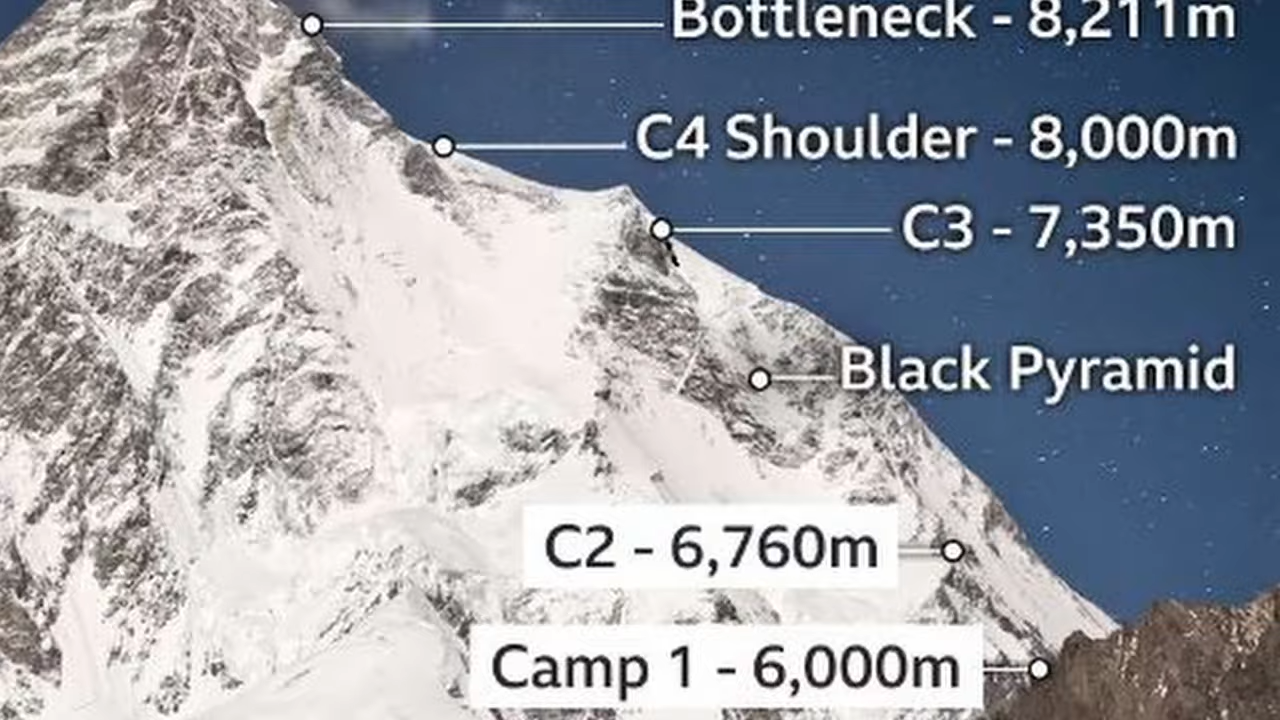 Bottleneck - 8,211m
C4 Shoulder - 8,000m
C3 - 7,350m
Black Pyramid
C2 - 6,760m
Camp 1 - 6,000m